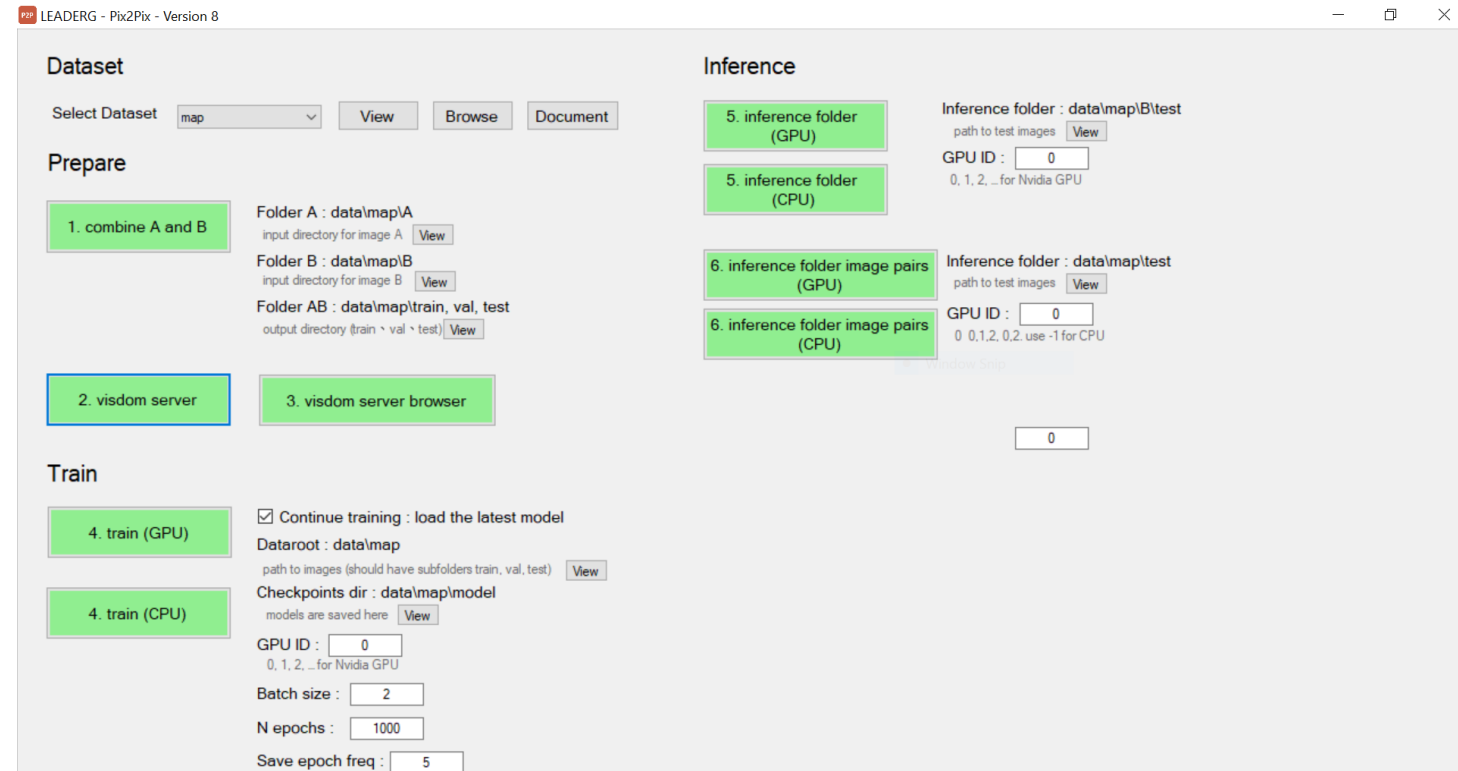 P2P LEADERG - Pix2Pix - Version 8
Dataset
Select Dataset map View Browse Document
Prepare
1. combine A and B
Folder A : data\map\A
input directory for image A View
Folder B : data\map\B
input directory for image B View
Folder AB : data\map\train, val, test
output directory (train、val、test) View
2. visdom server
3. visdom server browser
Train
4. train (GPU)
4. train (CPU)
Continue training : load the latest model
Dataroot : data\map
path to images (should have subfolders train, val, test) View
Checkpoints dir : data\map\model
models are saved here View
GPU ID : 0
0, 1, 2, ... for Nvidia GPU
Batch size : 2
N epochs : 1000
Save epoch freq : 5
Inference
5. inference folder
(GPU)
5. inference folder
(CPU)
Inference folder : data\map\B\test
path to test images View
GPU ID : 0
0, 1, 2, ... for Nvidia GPU
6. inference folder image pairs
(GPU)
6. inference folder image pairs
(CPU)
Inference folder : data\map\test
path to test images View
GPU ID : 0
0 0,1,2, 0,2. use -1 for CPU
Window Snip
0